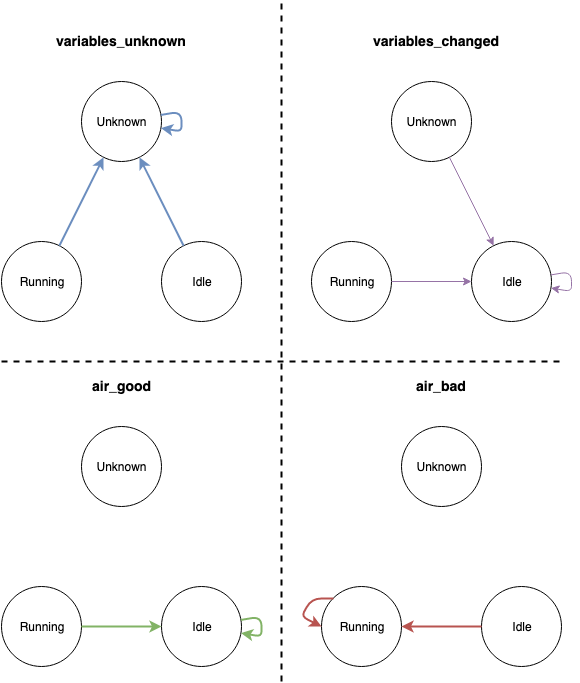 variables_unknown
Unknown
Running
Idle
variables_changed
Unknown
Running
Idle
air_good
Unknown
Running
Idle
air_bad
Unknown
Running
Idle